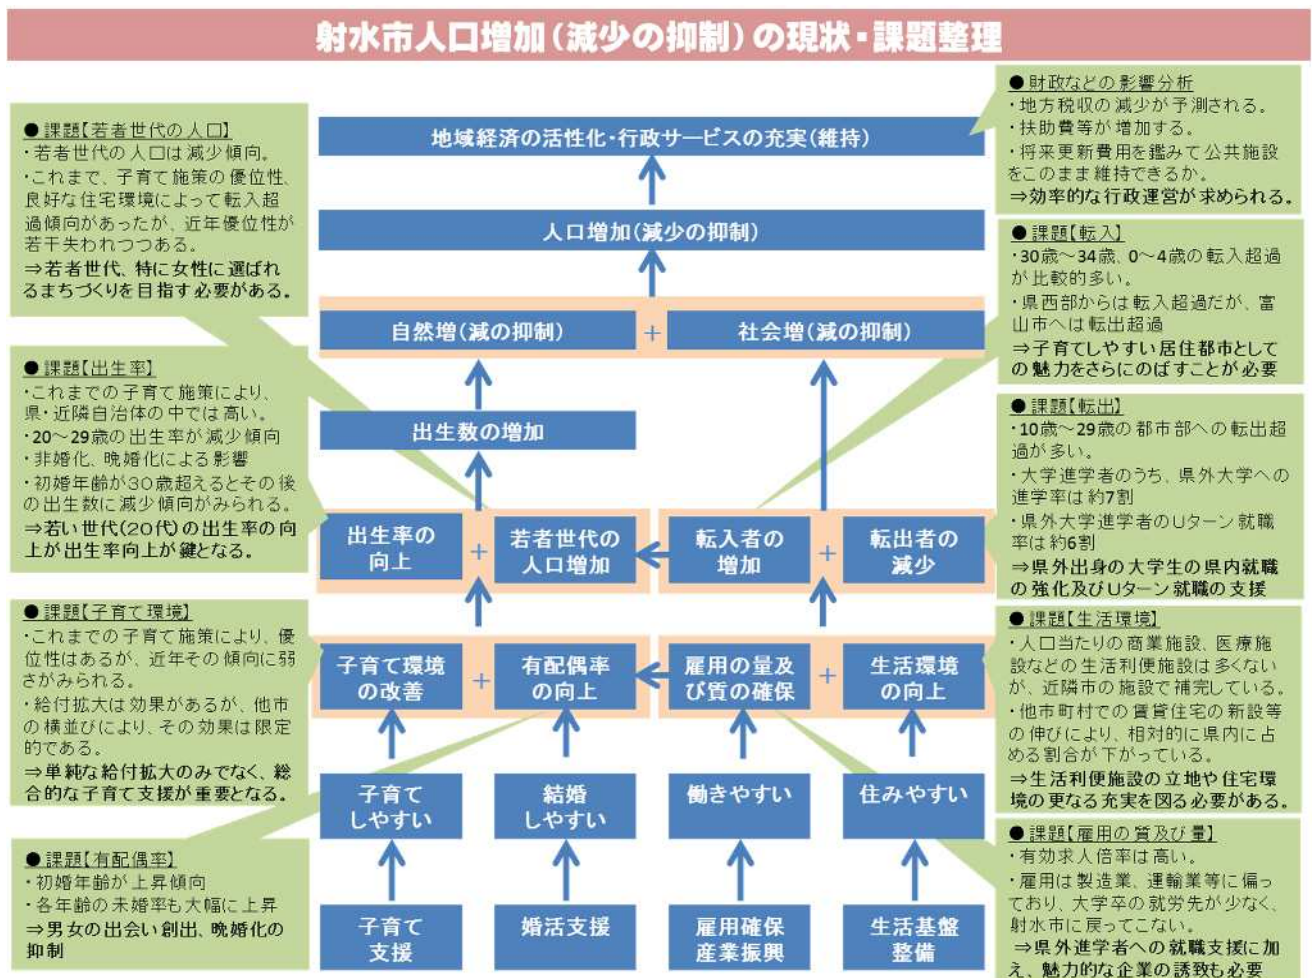 射水市人口増加(減少の抑制)の現状・課題整理
●課題【若者世代の人口】
・若者世代の人口は減少傾向。
・これまで、子育て施策の優位性、
良好な住宅環境によって転入超
過傾向があったが、近年優位性が
若干失われつつある。
⇒若者世代、特に女性に選ばれ
るまちづくりを目指す必要がある。
●課題【出生率】
・これまでの子育て施策により、
県・近隣自治体の中では高い。
・20～29歳の出生率が減少傾向
・非婚化、晩婚化による影響
・初婚年齢が30歳超えるとその後
の出生数に減少傾向がみられる。
⇒若い世代(20代)の出生率の向
上が出生率向上が鍵となる。
●課題【子育て環境】
・これまでの子育て施策により、優
位性はあるが、近年その傾向に弱
さがみられる。
・給付拡大は効果があるが、他市
の横並びにより、その効果は限定
的である。
⇒単純な給付拡大のみでなく、総
合的な子育て支援が重要となる。
●課題【有配偶率】
・初婚年齢が上昇傾向
・各年齢の未婚率も大幅に上昇
⇒男女の出会い創出、晩婚化の
抑制
地域経済の活性化・行政サービスの充実(維持)
人口増加(減少の抑制)
自然増(減の抑制)
+
社会増(減の抑制)
出生数の増加
出生率の
向上
+
若者世代の
人口増加
転入者の
増加
+
転出者の
減少
子育て環境
の改善
+
有配偶率
の向上
雇用の量及
び質の確保
+
生活環境
の向上
子育て
しやすい
結婚
しやすい
働きやすい
住みやすい
子育て
支援
婚活支援
雇用確保
産業振興
生活基盤
整備
●財政などの影響分析
・地方税収の減少が予測される。
・扶助費等が増加する。
・将来更新費用を鑑みて公共施設
をこのまま維持できるか。
⇒効率的な行政運営が求められる。
●課題【転入】
・30歳～34歳、0～4歳の転入超過
が比較的多い。
・県西部からは転入超過だが、富
山市へは転出超過
⇒子育てしやすい居住都市として
の魅力をさらにのばすことが必要
●課題【転出】
・10歳～29歳の都市部への転出超
過が多い。
・大学進学者のうち、県外大学への
進学率は約7割
・県外大学進学者のUターン就職
率は約6割
⇒県外出身の大学生の県内就職
の強化及びUターン就職の支援
●課題【生活環境】
・人口当たりの商業施設、医療施
設などの生活利便施設は多くない
が、近隣市の施設で補完している。
・他市町村での賃貸住宅の新設等
の伸びにより、相対的に県内に占
める割合が下がっている。
⇒生活利便施設の立地や住宅環
境の更なる充実を図る必要がある。
●課題【雇用の質及び量】
・有効求人倍率は高い。
・雇用は製造業、運輸業等に偏っ
ており、大学卒の就労先が少なく、
射水市に戻ってこない。
⇒県外進学者への就職支援に加
え、魅力的な企業の誘致も必要